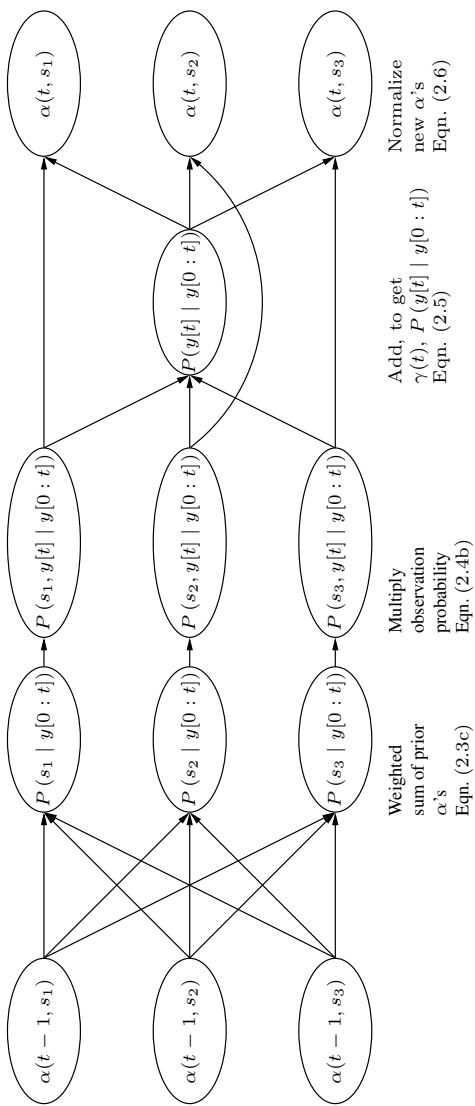 α(t − 1, s₁)
α(t − 1, s₂)
α(t − 1, s₃)
P (s₁ | y[0 : t])
P (s₂ | y[0 : t])
P (s₃ | y[0 : t])
Weighted
sum of prior
α's
Eqn. (2.3c)
P (s₁, y[t] | y[0 : t])
P (s₂, y[t] | y[0 : t])
P (s₃, y[t] | y[0 : t])
Multiply
observation
probability
Eqn. (2.4b)
P(y[t] | y[0 : t])
Add, to get
γ(t), P (y[t] | y[0 : t])
Eqn. (2.5)
α(t, s₁)
α(t, s₂)
α(t, s₃)
Normalize
new α's
Eqn. (2.6)